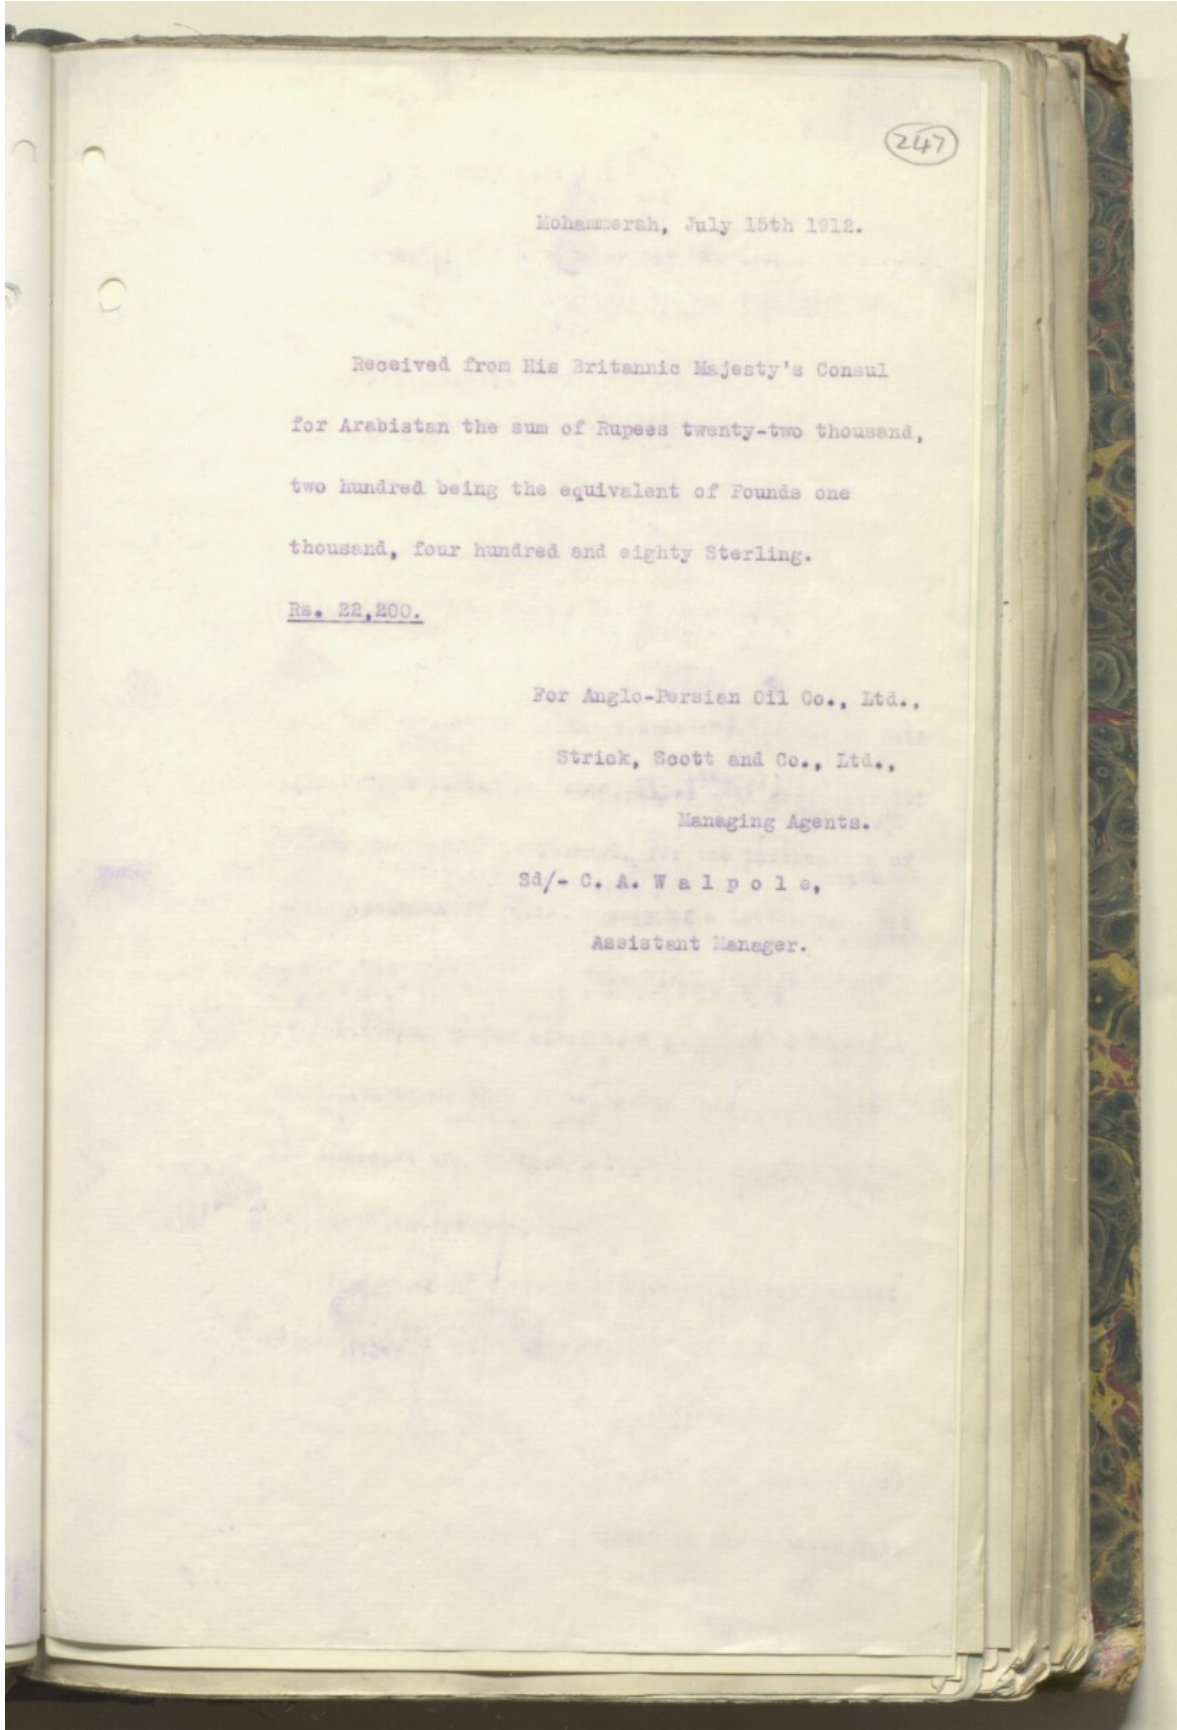 247
Mohammerah, July 15th 1912.
Received from His Britannic Majesty's Consul
for Arabistan the sum of Rupees twenty-two thousand,
two hundred being the equivalent of Pounds one
thousand, four hundred and eighty Sterling.
Rs. 22,200.
For Anglo-Persian Oil Co., Ltd.,
Strick, Scott and Co., Ltd.,
Managing Agents.
Sd/- C. A. W a l p o l e,
Assistant Manager.